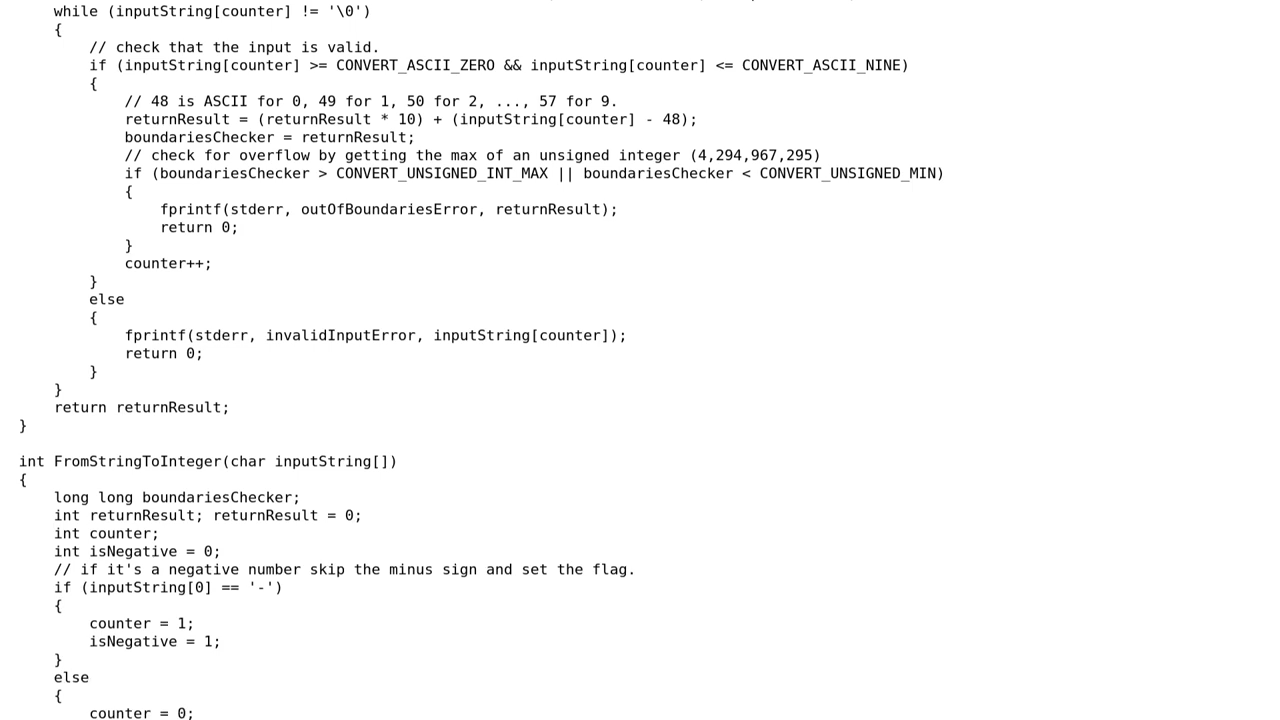 while (inputString[counter] != '\0')
    {
        // check that the input is valid.
        if (inputString[counter] >= CONVERT_ASCII_ZERO && inputString[counter] <= CONVERT_ASCII_NINE)
        {
            // 48 is ASCII for 0, 49 for 1, 50 for 2, ..., 57 for 9.
            returnResult = (returnResult * 10) + (inputString[counter] - 48);
            boundariesChecker = returnResult;
            // check for overflow by getting the max of an unsigned integer (4,294,967,295)
            if (boundariesChecker > CONVERT_UNSIGNED_INT_MAX || boundariesChecker < CONVERT_UNSIGNED_MIN)
            {
                fprintf(stderr, outOfBoundariesError, returnResult);
                return 0;
            }
            counter++;
        }
        else
        {
            fprintf(stderr, invalidInputError, inputString[counter]);
            return 0;
        }
    }
    return returnResult;
}

int FromStringToInteger(char inputString[])
{
    long long boundariesChecker;
    int returnResult; returnResult = 0;
    int counter;
    int isNegative = 0;
    // if it's a negative number skip the minus sign and set the flag.
    if (inputString[0] == '-')
    {
        counter = 1;
        isNegative = 1;
    }
    else
    {
        counter = 0;